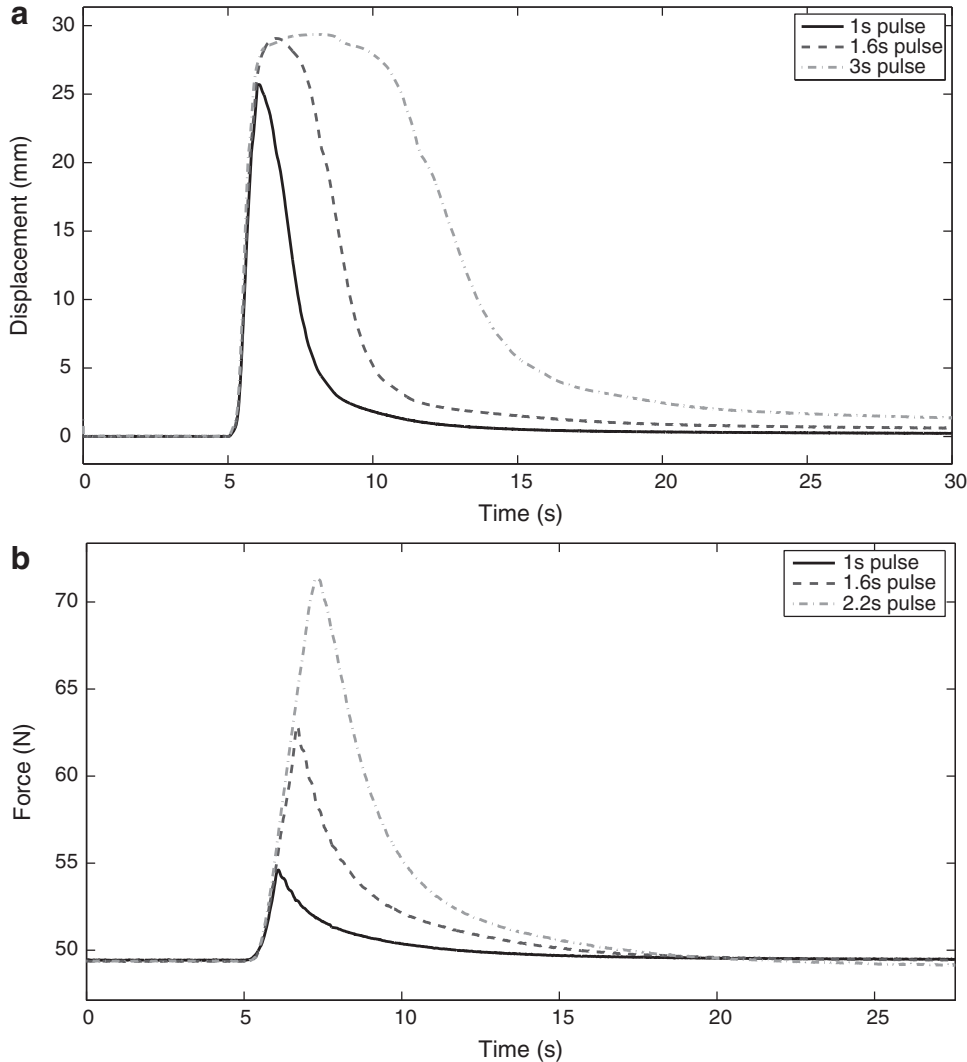 a
30
25
20
15
10
5
0
Displacement (mm)
1s pulse
1.6s pulse
3s pulse
0 5 10 15 20 25 30
Time (s)
b
70
65
60
55
50
Force (N)
1s pulse
1.6s pulse
2.2s pulse
0 5 10 15 20 25
Time (s)